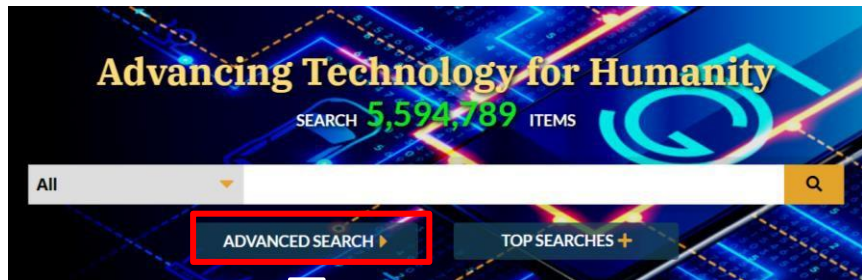 Advancing Technology for Humanity
SEARCH 5,594,789 ITEMS
All
ADVANCED SEARCH TOP SEARCHES +